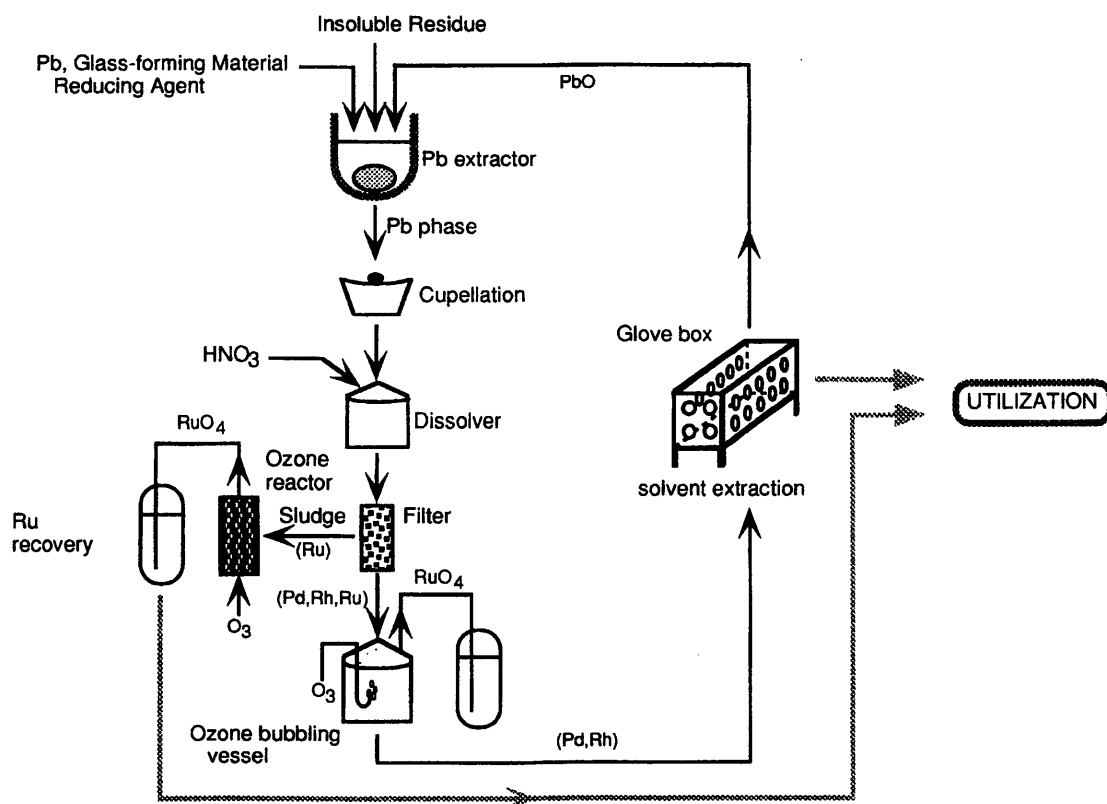 Insoluble Residue
Pb, Glass-forming Material
Reducing Agent
PbO
Pb extractor
Pb phase
Cupellation
Glove box
HNO3
UTILIZATION
Dissolver
RuO4
Ozone
reactor
solvent extraction
Sludge
Filter
Ru
recovery
(Ru)
RuO4
(Pd,Rh,Ru)
O3
O3
Ozone bubbling
vessel
(Pd,Rh)